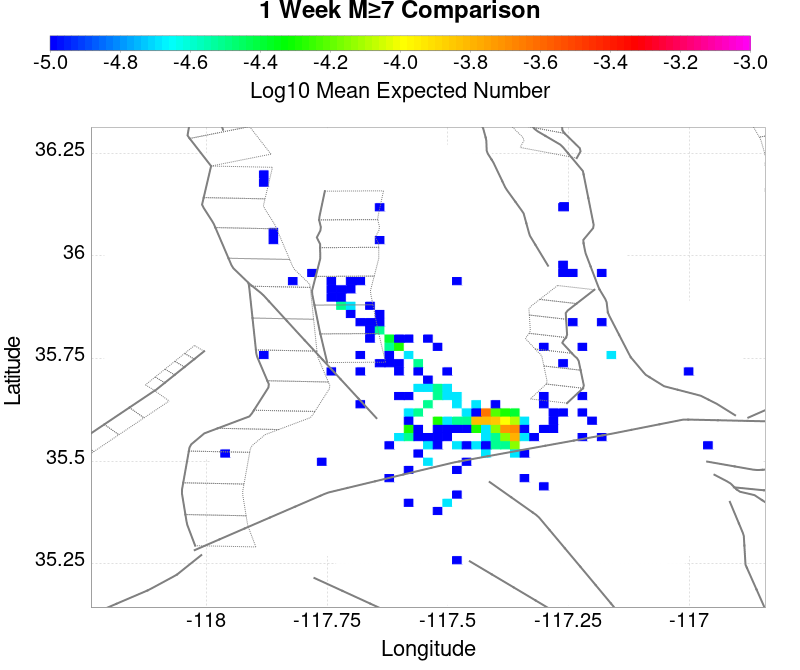 1 Week M≥7 Comparison
-5.0 -4.8 -4.6 -4.4 -4.2 -4.0 -3.8 -3.6 -3.4 -3.2 -3.0
Log10 Mean Expected Number
36.25
36
35.75
35.5
35.25
Latitude
-118 -117.75 -117.5 -117.25 -117
Longitude